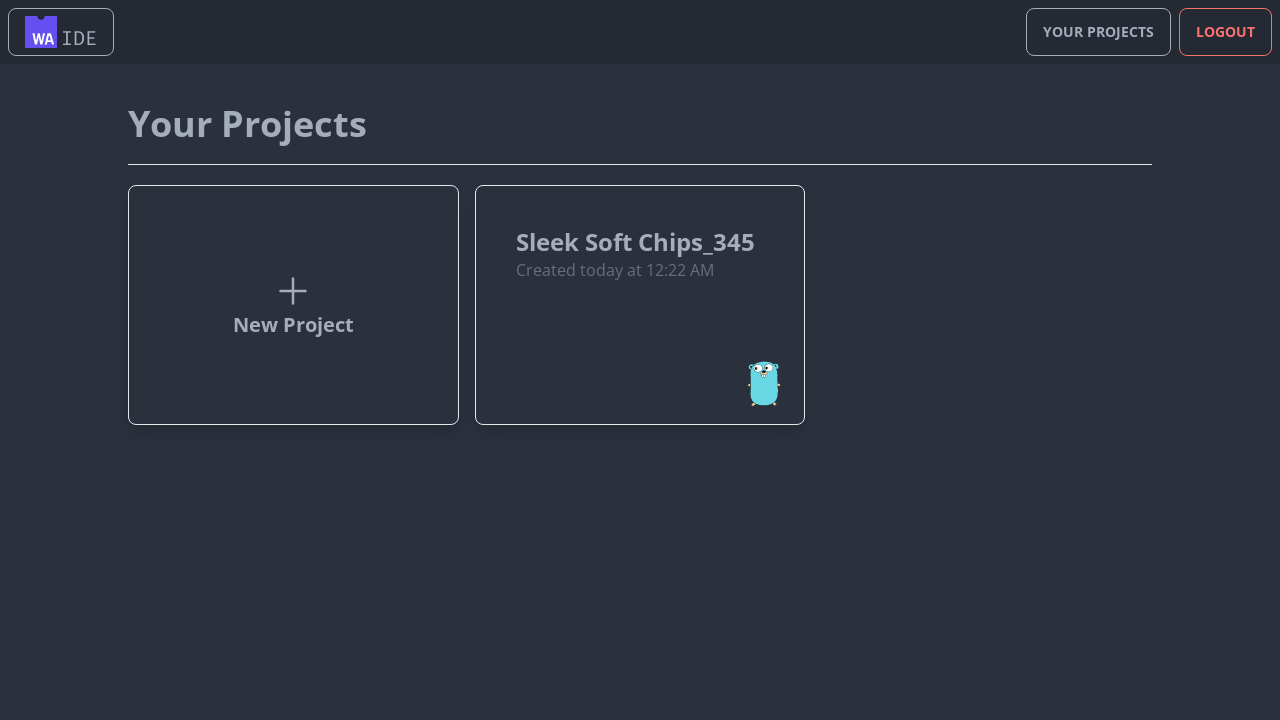 WA IDE
YOUR PROJECTS
LOGOUT
Your Projects
New Project
Sleek Soft Chips_345
Created today at 12:22 AM